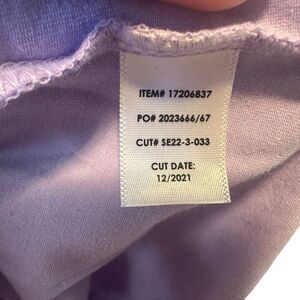 ITEM# 17206837
PO# 2023666/67
CUT# SE22-3-033
CUT DATE:
12/2021